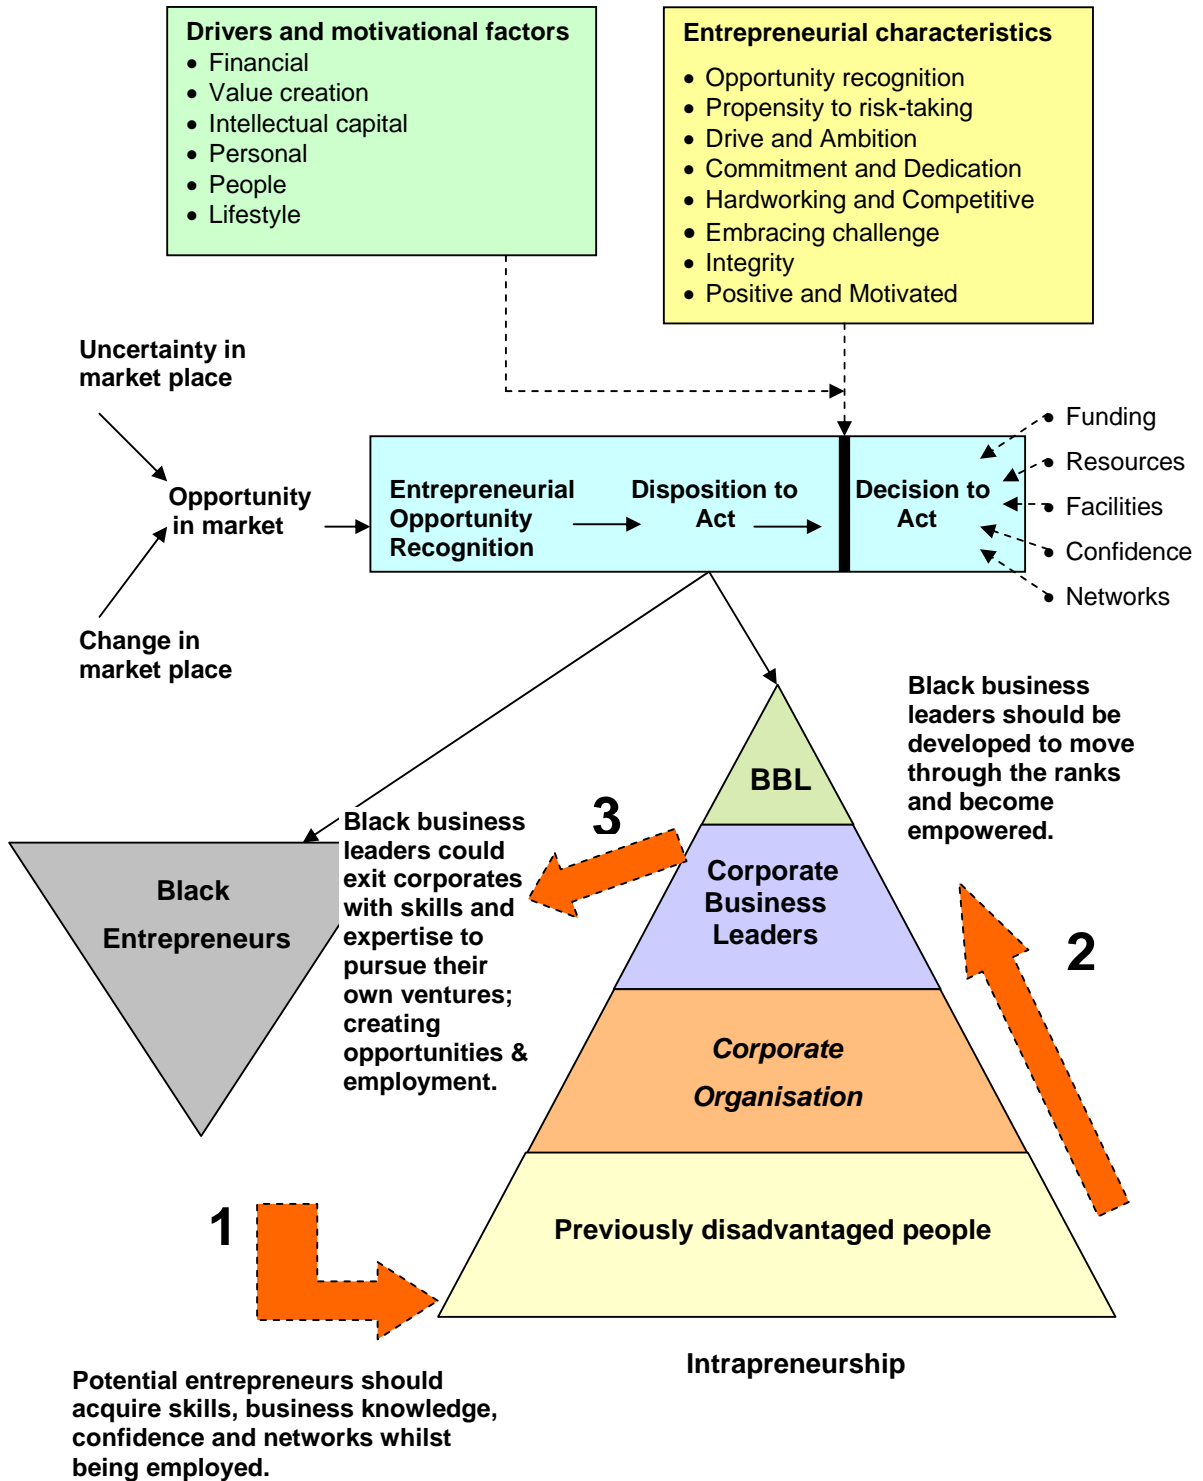 Drivers and motivational factors
• Financial
• Value creation
• Intellectual capital
• Personal
• People
• Lifestyle
Entrepreneurial characteristics
• Opportunity recognition
• Propensity to risk-taking
• Drive and Ambition
• Commitment and Dedication
• Hardworking and Competitive
• Embracing challenge
• Integrity
• Positive and Motivated
Uncertainty in
market place
Opportunity
in market
Change in
market place
Entrepreneurial
Opportunity
Recognition
Disposition to
Act
Decision to
Act
• Funding
• Resources
• Facilities
• Confidence
• Networks
Black business
leaders should be
developed to move
through the ranks
and become
empowered.
BBL
3
Black business
leaders could
exit corporates
with skills and
expertise to
pursue their
own ventures;
creating
opportunities &
employment.
Black
Entrepreneurs
Corporate
Business
Leaders
2
Corporate
Organisation
1
Previously disadvantaged people
Intrapreneurship
Potential entrepreneurs should
acquire skills, business knowledge,
confidence and networks whilst
being employed.